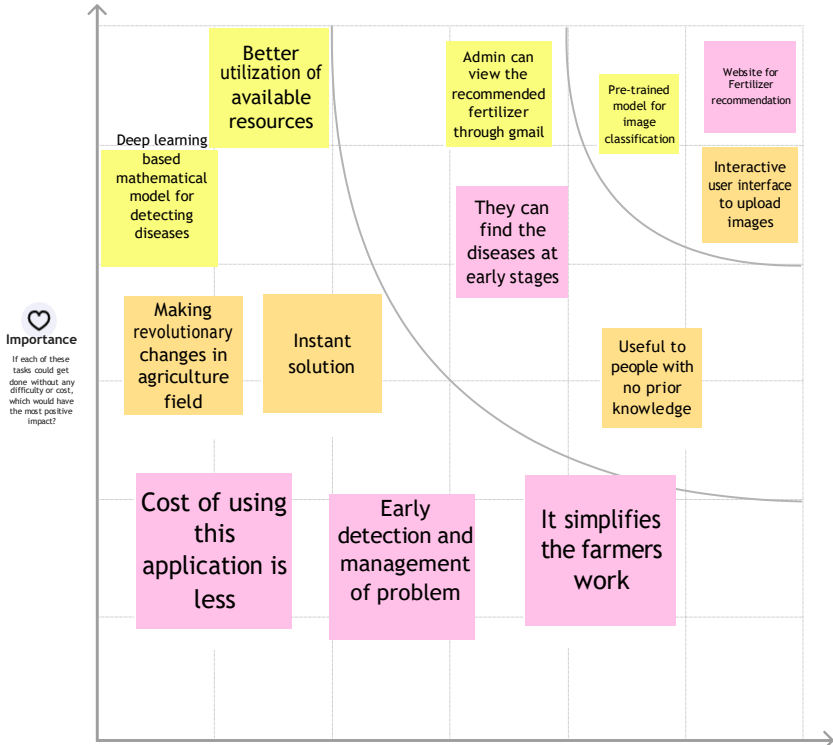 Better
utilization of
available
resources
Admin can
view the
recommended
fertilizer
through gmail
Pre-trained
model for
image
classification
Website for
Fertilizer
recommendation
Deep learning
based
mathematical
model for
detecting
diseases
Interactive
user interface
to upload
images
They can
find the
diseases at
early stages
Importance
If each of these
tasks could get
done without any
difficulty or cost,
which would have
the most positive
impact?
Making
revolutionary
changes in
agriculture
field
Instant
solution
Useful to
people with
no prior
knowledge
Cost of using
this
application is
less
Early
detection and
management
of problem
It simplifies
the farmers
work